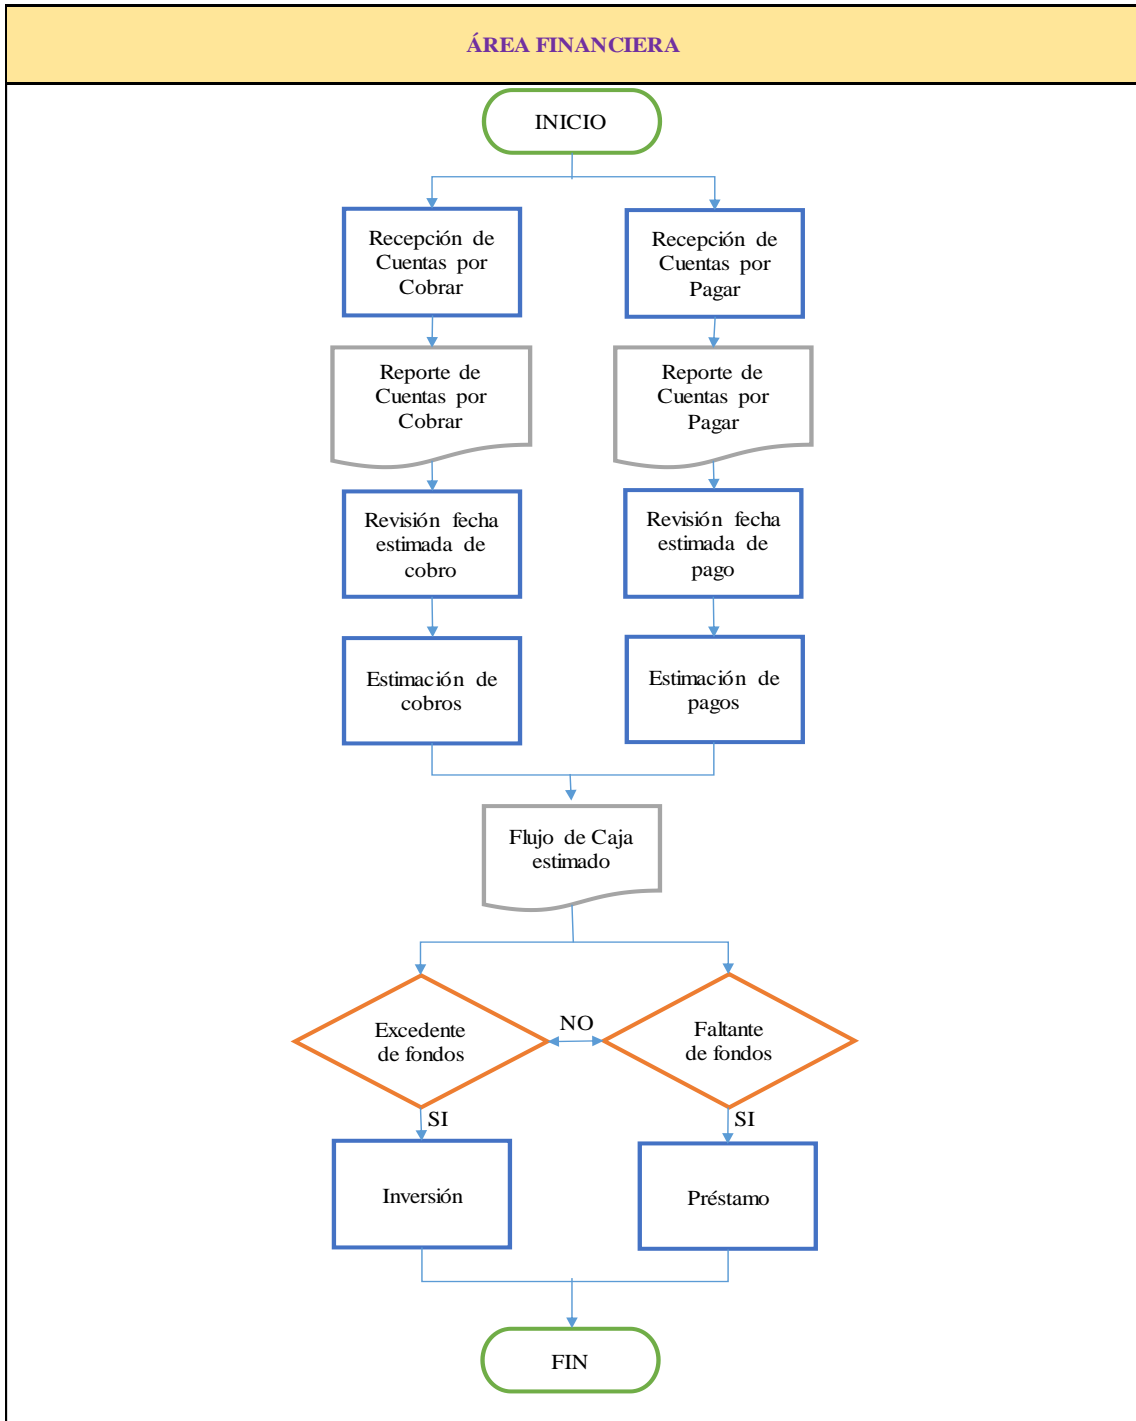 ÁREA FINANCIERA
INICIO
Recepción de
Cuentas por
Cobrar
Recepción de
Cuentas por
Pagar
Reporte de
Cuentas por
Cobrar
Reporte de
Cuentas por
Pagar
Revisión fecha
estimada de
cobro
Revisión fecha
estimada de
pago
Estimación de
cobros
Estimación de
pagos
Flujo de Caja
estimado
Excedente
de fondos
NO
Faltante
de fondos
SI
SI
Inversión
Préstamo
FIN